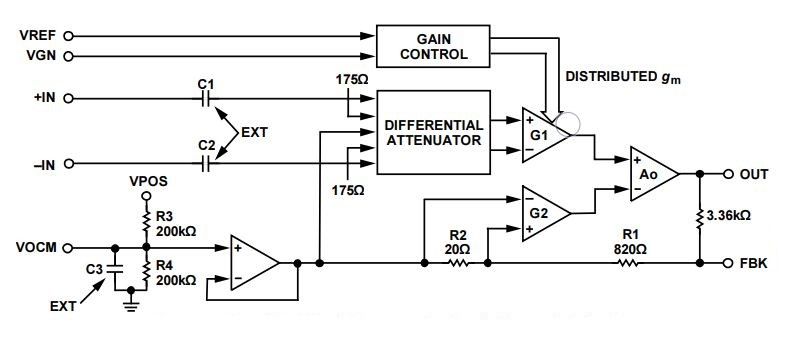 VREF
VGN
GAIN
CONTROL
DISTRIBUTED gm
+IN
C1
175Ω
EXT
DIFFERENTIAL
ATTENUATOR
+
G1
–
–IN
C2
175Ω
+
Ao
–
OUT
VPOS
R3
200kΩ
–
G2
+
3.36kΩ
VOCM
+
–
R2
20Ω
R1
820Ω
FBK
C3
R4
200kΩ
EXT